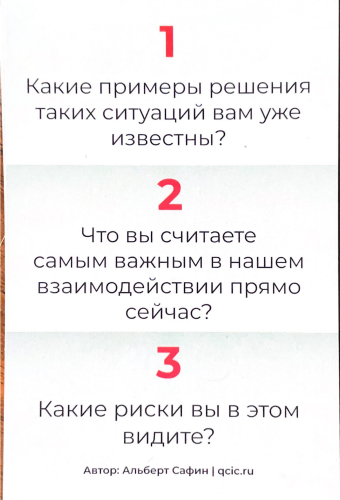 1
Какие примеры решения
таких ситуаций вам уже
известны?
2
Что вы считаете
самым важным в нашем
взаимодействии прямо
сейчас?
3
Какие риски вы в этом
видите?
Автор: Альберт Сафин | qcic.ru